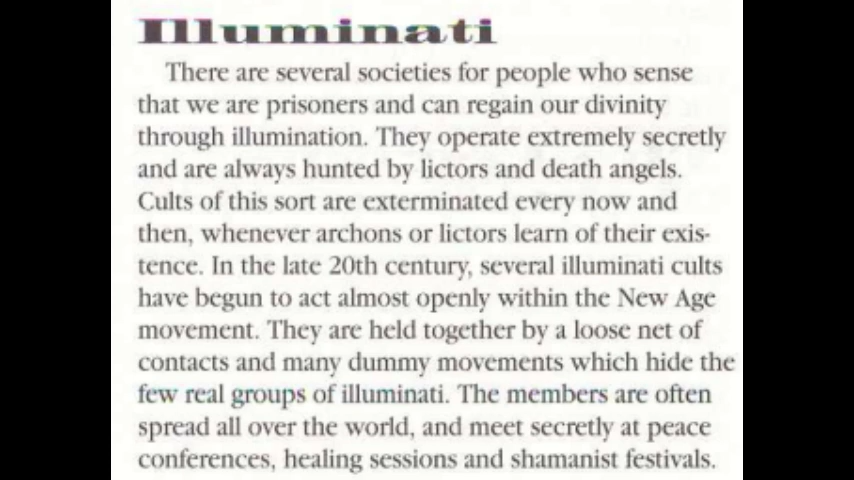 Illuminati
There are several societies for people who sense
that we are prisoners and can regain our divinity
through illumination. They operate extremely secretly
and are always hunted by lictors and death angels.
Cults of this sort are exterminated every now and
then, whenever archons or lictors learn of their exis-
tence. In the late 20th century, several illuminati cults
have begun to act almost openly within the New Age
movement. They are held together by a loose net of
contacts and many dummy movements which hide the
few real groups of illuminati. The members are often
spread all over the world, and meet secretly at peace
conferences, healing sessions and shamanist festivals.